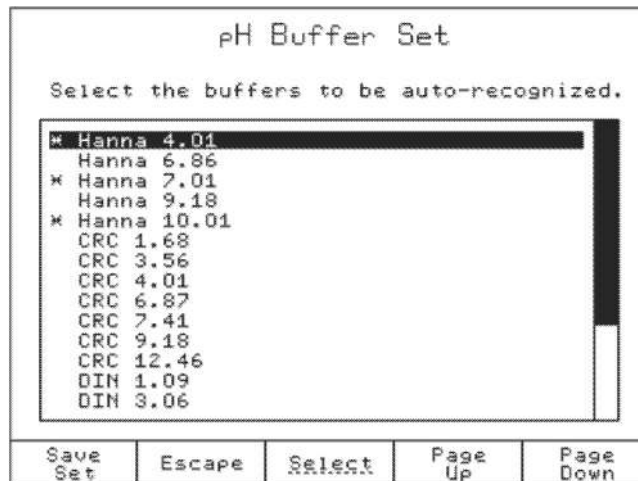 pH Buffer Set
Select the buffers to be auto-recognized.
* Hanna 4.01
Hanna 6.86
* Hanna 7.01
Hanna 9.18
* Hanna 10.01
CRC 1.68
CRC 3.56
CRC 4.01
CRC 6.87
CRC 7.41
CRC 9.18
CRC 12.46
DIN 1.09
DIN 3.06
Save Set
Escape
Select
Page Up
Page Down